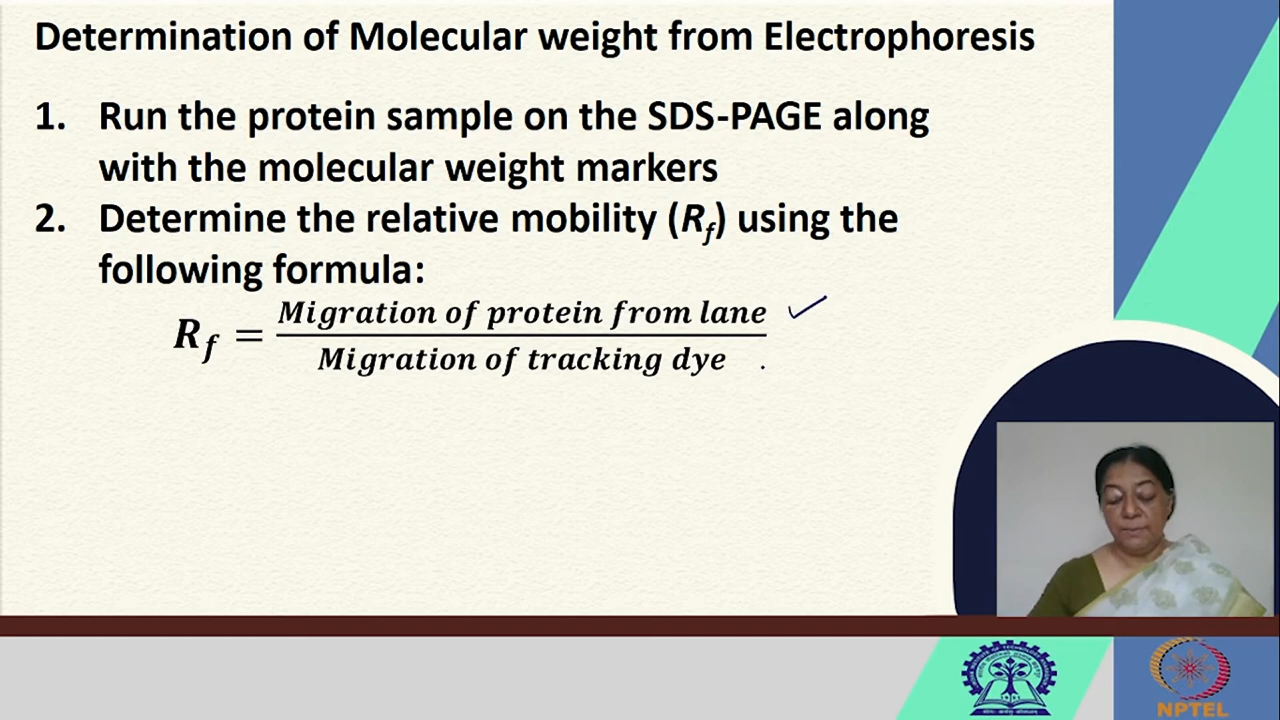 Determination of Molecular weight from Electrophoresis
1. Run the protein sample on the SDS-PAGE along
with the molecular weight markers
2. Determine the relative mobility (Rf) using the
following formula:
Rf = Migration of protein from lane / Migration of tracking dye .
NPTEL